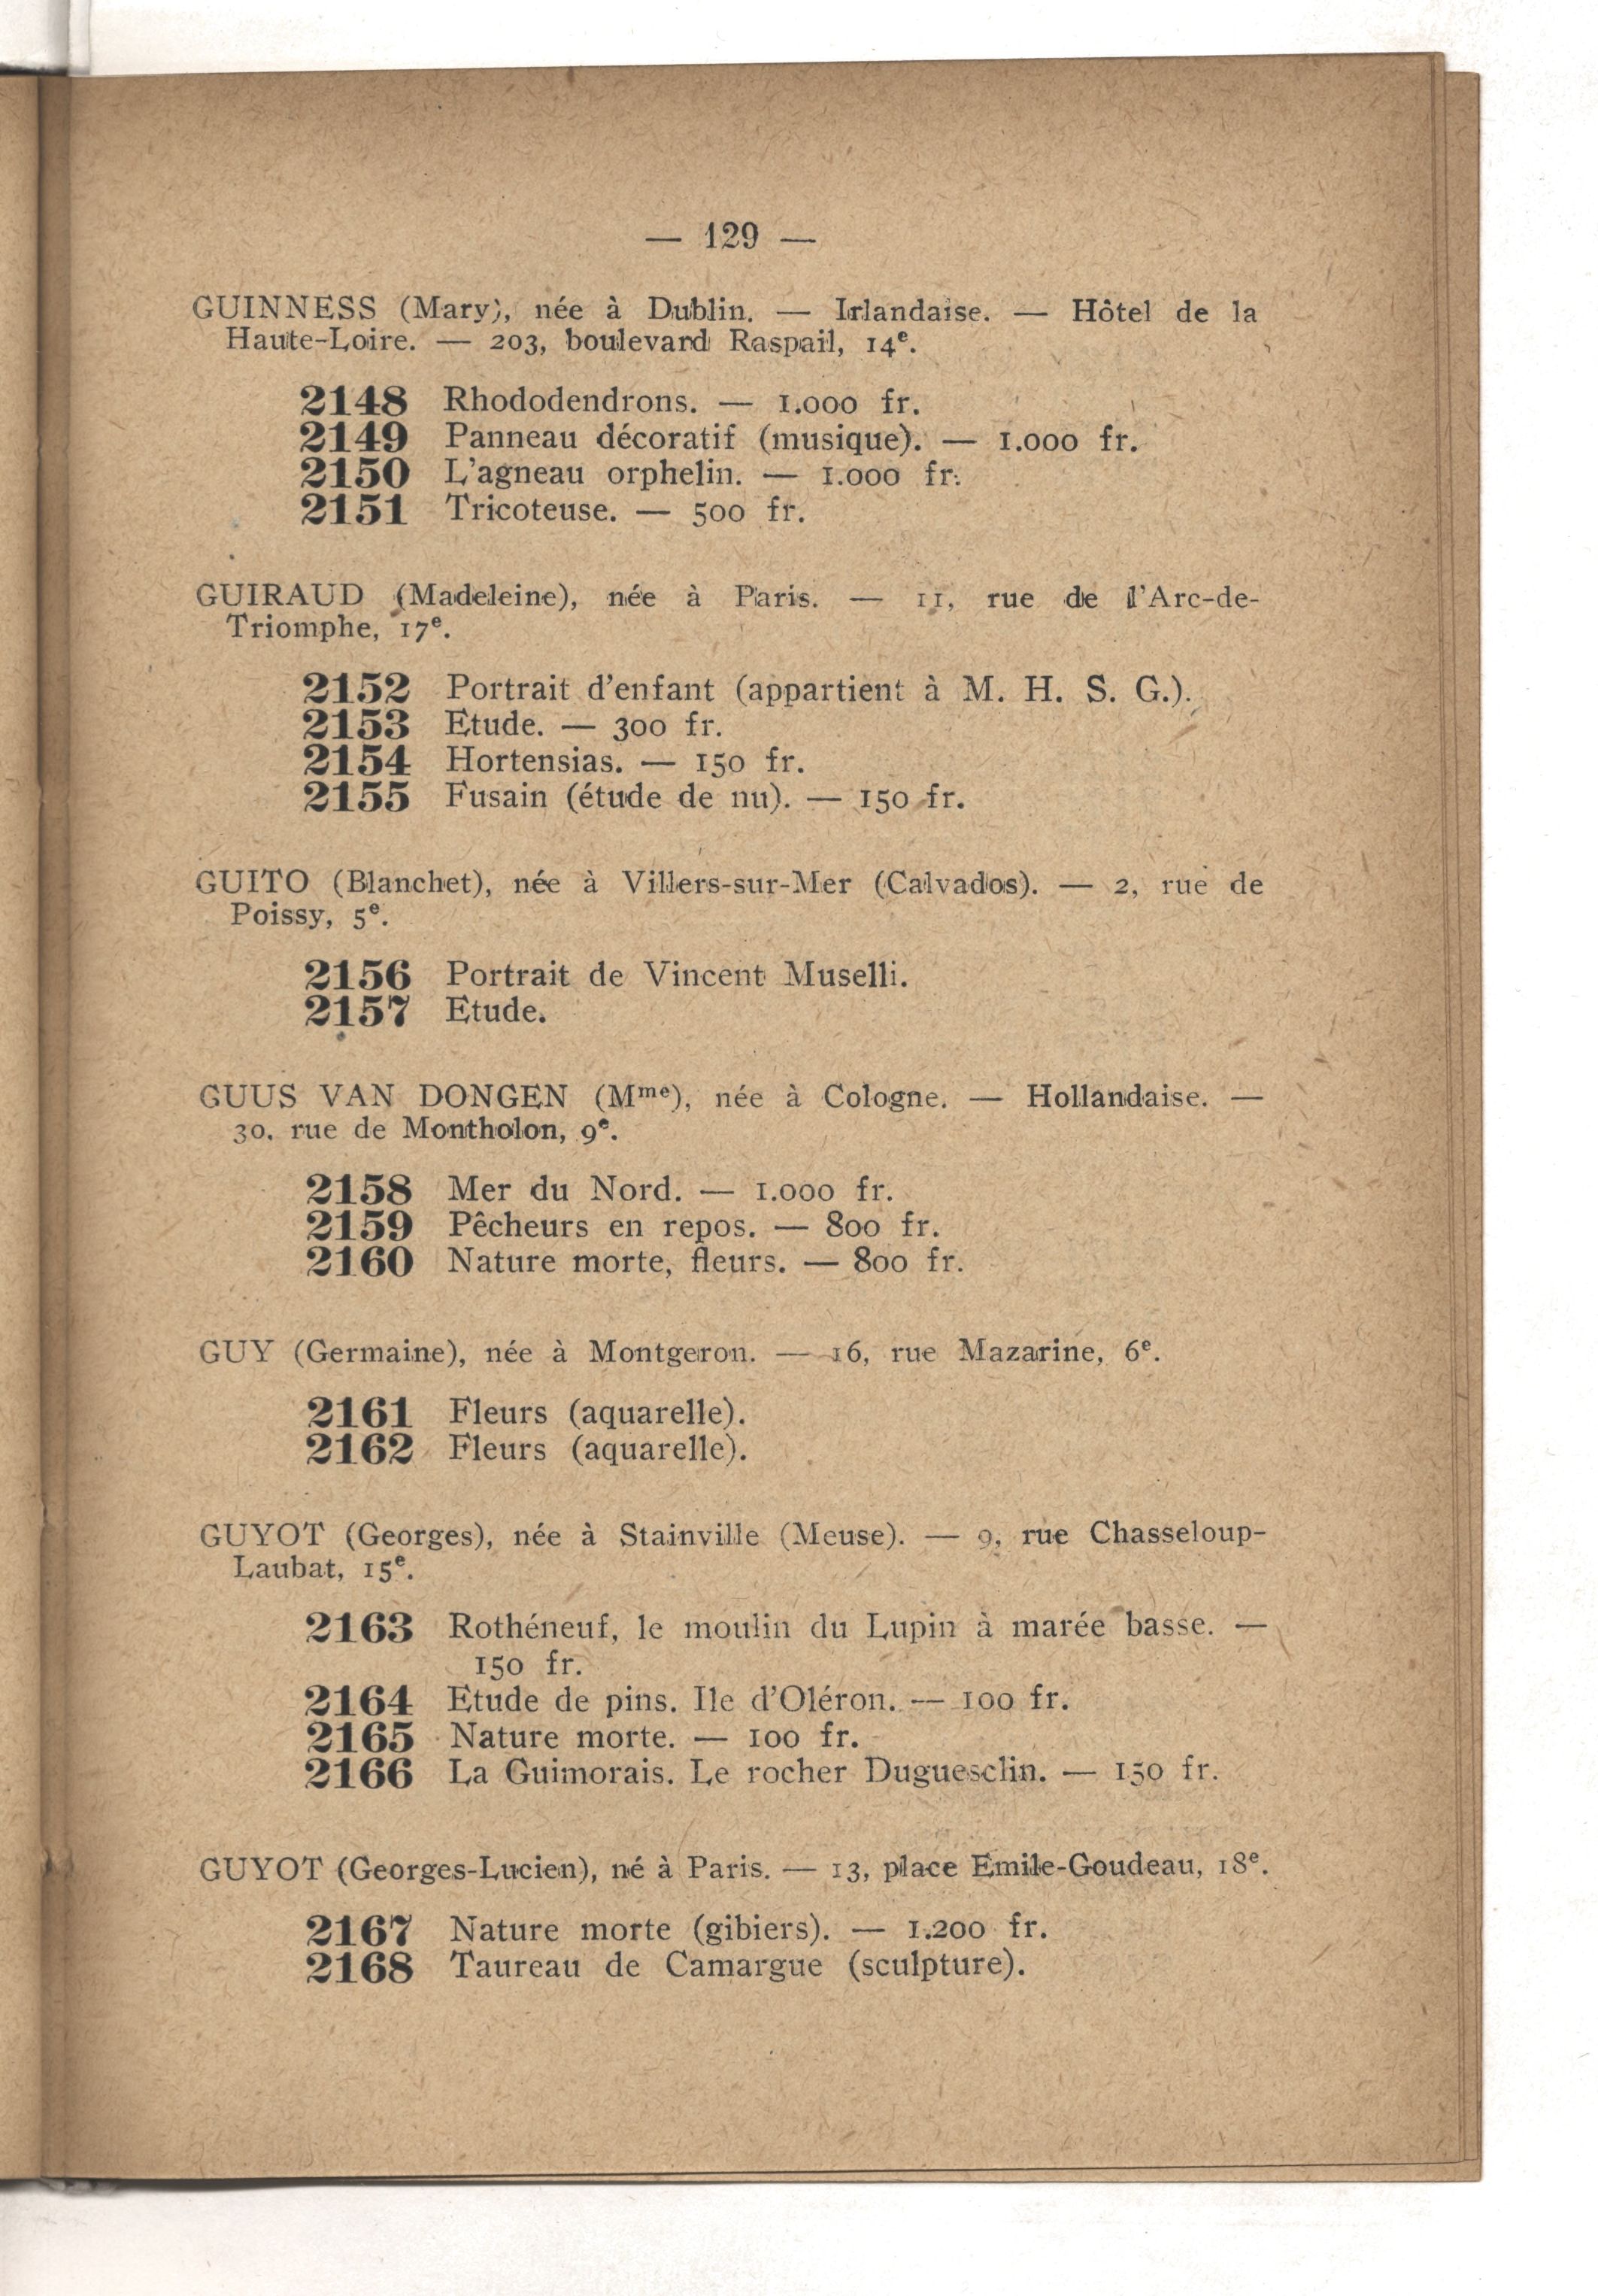 — 129 —
GUINNESS (Mary), née à Dublin. — Irlandaise. — Hôtel de la
Haute-Loire. — 203, boulevard Raspail, 14e.
2148 Rhododendrons. — 1.000 fr.
2149 Panneau décoratif (musique). — 1.000 fr.
2150 L'agneau orphelin. — 1.000 fr.
2151 Tricoteuse. — 500 fr.
GUIRAUD (Madeleine), née à Paris. — 11, rue de l'Arc-de-
Triomphe, 17e.
2152 Portrait d'enfant (appartient à M. H. S. G.).
2153 Etude. — 300 fr.
2154 Hortensias. — 150 fr.
2155 Fusain (étude de nu). — 150 fr.
GUITO (Blanchet), née à Villers-sur-Mer (Calvados). — 2, rue de
Poissy, 5e.
2156 Portrait de Vincent Muselli.
2157 Etude.
GUUS VAN DONGEN (Mme), née à Cologne. — Hollandaise. —
30, rue de Montholon, 9e.
2158 Mer du Nord. — 1.000 fr.
2159 Pêcheurs en repos. — 800 fr.
2160 Nature morte, fleurs. — 800 fr.
GUY (Germaine), née à Montgeron. — 16, rue Mazarine, 6e.
2161 Fleurs (aquarelle).
2162 Fleurs (aquarelle).
GUYOT (Georges), née à Stainville (Meuse). — 9, rue Chasseloup-
Laubat, 15e.
2163 Rothéneuf, le moulin du Lupin à marée basse. —
150 fr.
2164 Etude de pins. Ile d'Oléron. — 100 fr.
2165 Nature morte. — 100 fr.
2166 La Guimorais. Le rocher Duguesclin. — 150 fr.
GUYOT (Georges-Lucien), né à Paris. — 13, place Emile-Goudeau, 18e.
2167 Nature morte (gibiers). — 1.200 fr.
2168 Taureau de Camargue (sculpture).